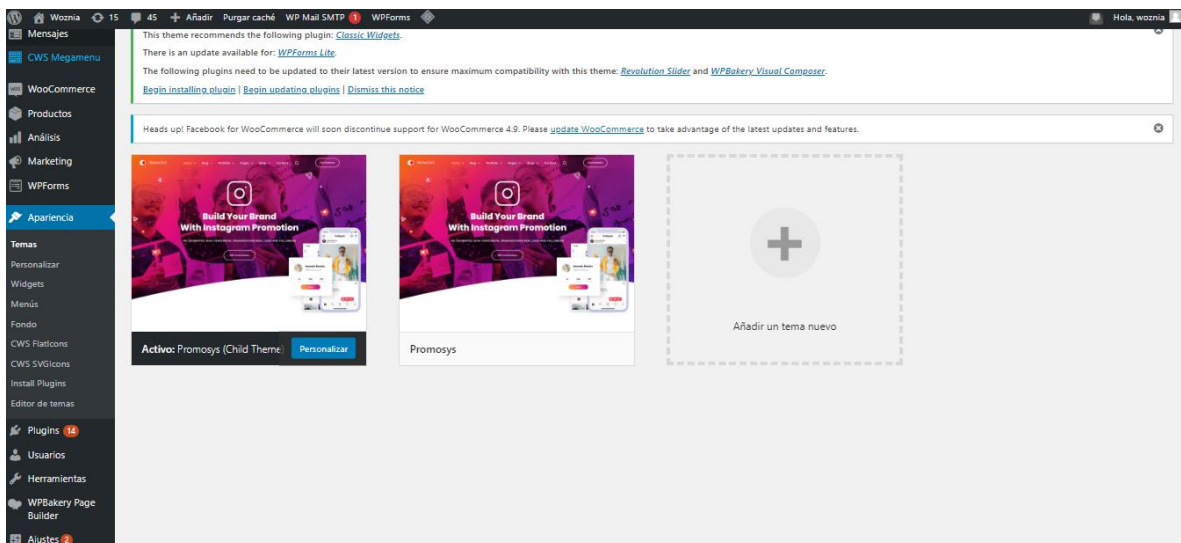 Woznia 15 45 + Añadir Purgar caché WP Mail SMTP 1 WPForms Hola, woznia
Mensajes
CWS Megamenu
WooCommerce
Productos
Análisis
Marketing
WPForms
Apariencia
Temas
Personalizar
Widgets
Menús
Fondo
CWS Flaticons
CWS SVGIcons
Install Plugins
Editor de temas
Plugins 14
Usuarios
Herramientas
WPBakery Page
Builder
Ajustes 2
This theme recommends the following plugin: Classic Widgets.
There is an update available for: WPForms Lite.
The following plugins need to be updated to their latest version to ensure maximum compatibility with this theme: Revolution Slider and WPBakery Visual Composer.
Begin installing plugin | Begin updating plugins | Dismiss this notice
Heads up! Facebook for WooCommerce will soon discontinue support for WooCommerce 4.9. Please update WooCommerce to take advantage of the latest updates and features.
Build Your Brand
With Instagram Promotion
Activo: Promosys (Child Theme) Personalizar
Build Your Brand
With Instagram Promotion
Promosys
Añadir un tema nuevo